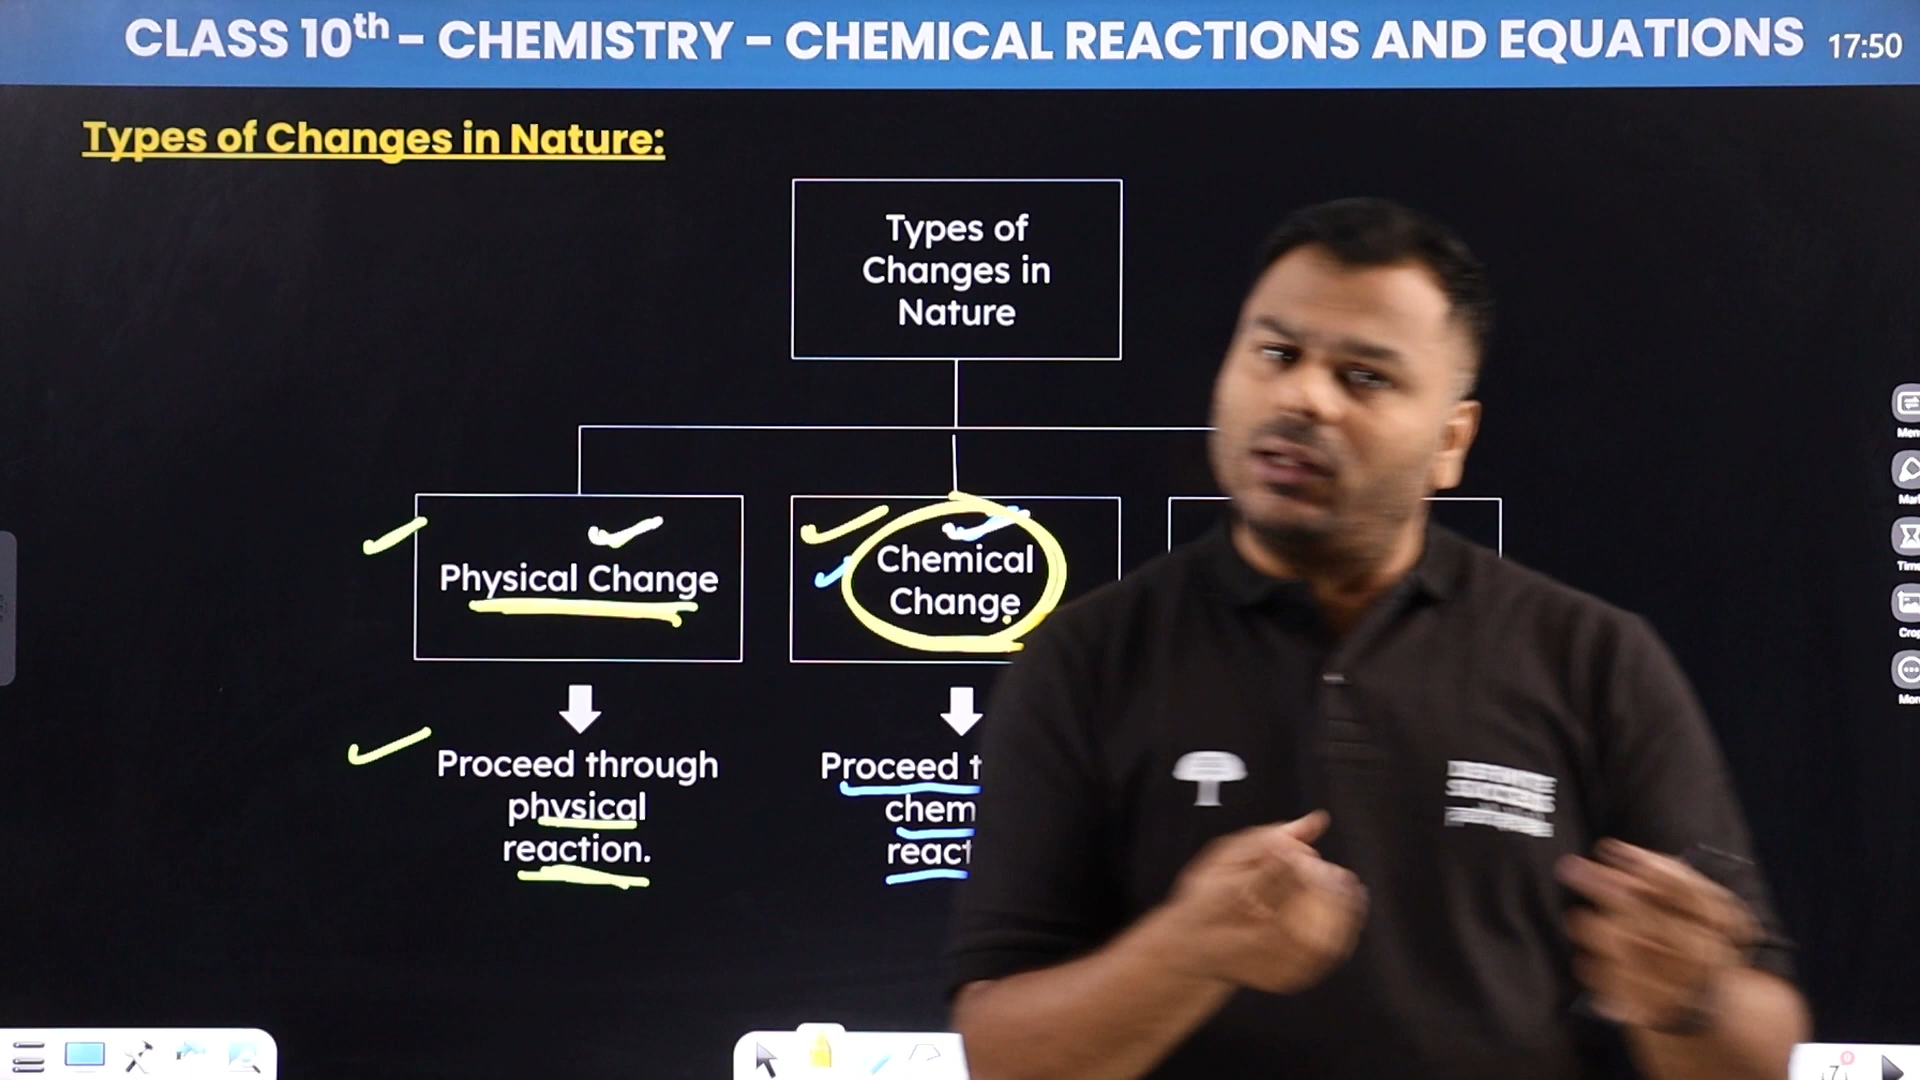 CLASS 10th – CHEMISTRY – CHEMICAL REACTIONS AND EQUATIONS
17:50
Types of Changes in Nature:
Types of
Changes in
Nature
Physical Change
Chemical
Change
Proceed through
physical
reaction.
Proceed t
chem
react